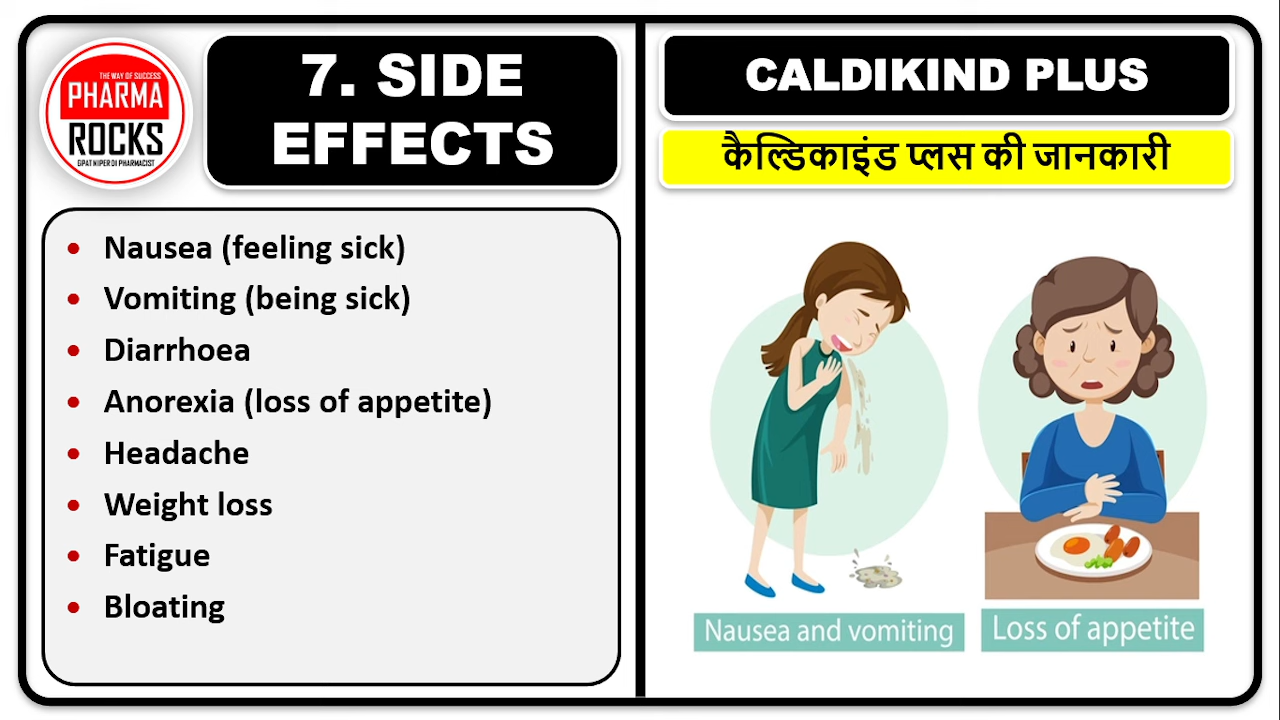 THE WAY OF SUCCESS
PHARMA
ROCKS
GPAT NIPER DI PHARMACIST
7. SIDE
EFFECTS
• Nausea (feeling sick)
• Vomiting (being sick)
• Diarrhoea
• Anorexia (loss of appetite)
• Headache
• Weight loss
• Fatigue
• Bloating
CALDIKIND PLUS
कैल्डिकाइंड प्लस की जानकारी
Nausea and vomiting
Loss of appetite